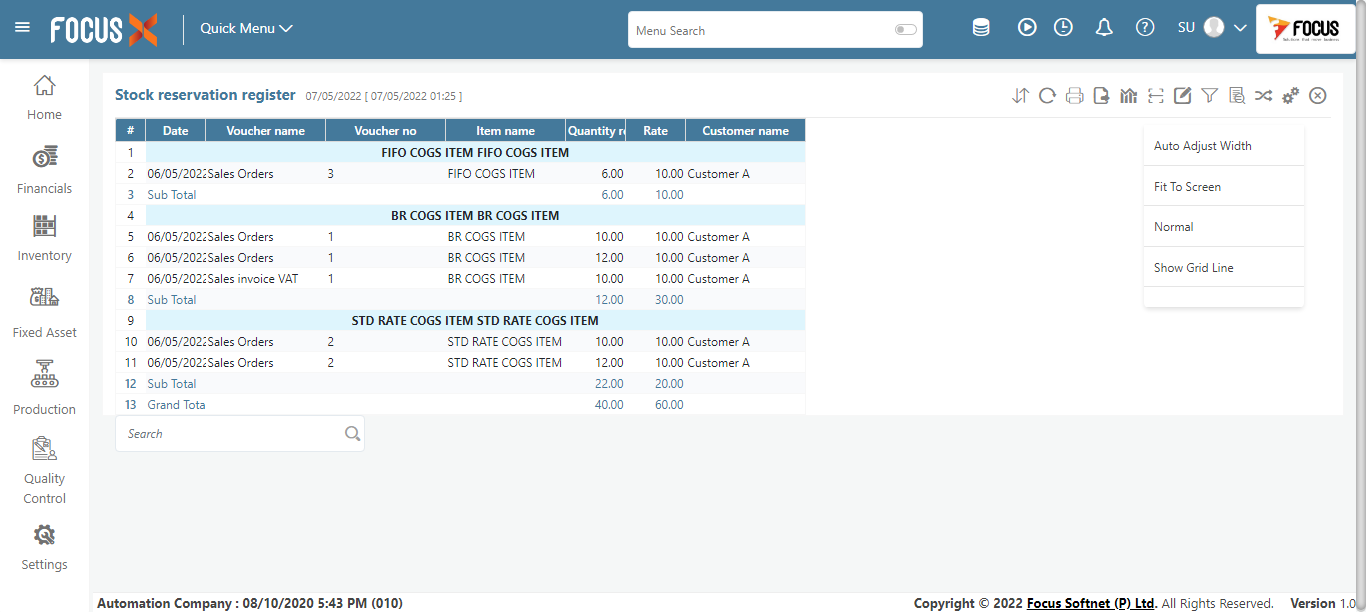 FOCUS X
Quick Menu
Menu Search
SU
FOCUS
Home
Financials
Inventory
Fixed Asset
Production
Quality
Control
Settings
Stock reservation register 07/05/2022 [ 07/05/2022 01:25 ]
# Date Voucher name Voucher no Item name Quantity re Rate Customer name
1 FIFO COGS ITEM FIFO COGS ITEM
2 06/05/2022 Sales Orders 3 FIFO COGS ITEM 6.00 10.00 Customer A
3 Sub Total 6.00 10.00
4 BR COGS ITEM BR COGS ITEM
5 06/05/2022 Sales Orders 1 BR COGS ITEM 10.00 10.00 Customer A
6 06/05/2022 Sales Orders 1 BR COGS ITEM 12.00 10.00 Customer A
7 06/05/2022 Sales invoice VAT 1 BR COGS ITEM 10.00 10.00 Customer A
8 Sub Total 12.00 30.00
9 STD RATE COGS ITEM STD RATE COGS ITEM
10 06/05/2022 Sales Orders 2 STD RATE COGS ITEM 10.00 10.00 Customer A
11 06/05/2022 Sales Orders 2 STD RATE COGS ITEM 12.00 10.00 Customer A
12 Sub Total 22.00 20.00
13 Grand Tota 40.00 60.00
Auto Adjust Width
Fit To Screen
Normal
Show Grid Line
Search
Automation Company : 08/10/2020 5:43 PM (010)
Copyright © 2022 Focus Softnet (P) Ltd. All Rights Reserved. Version 1.0